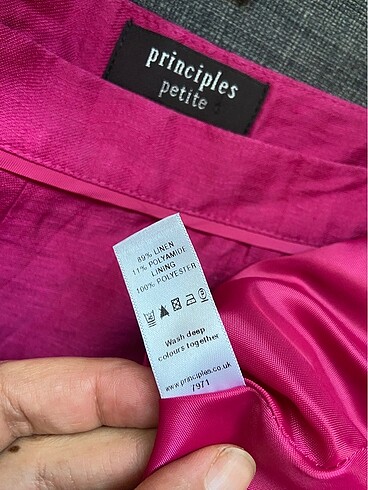 principles
petite
89% LINEN
11% POLYAMIDE
LINING
100% POLYESTER
Wash deep
colours together
www.principles.co.uk
7971